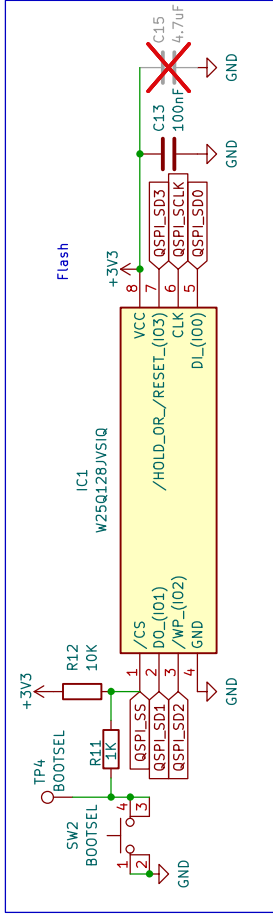 Flash
C15
4.7uF
GND
C13
100nF
GND
+3V3
QSPI_SD3
QSPI_SCLK
QSPI_SD0
8
7
6
5
VCC
/HOLD_OR_/RESET_(IO3)
CLK
DI_(IO0)
IC1
W25Q128JVSIQ
/CS
DO_(IO1)
/WP_(IO2)
GND
1
2
3
4
QSPI_SS
QSPI_SD1
QSPI_SD2
GND
+3V3
R12
10K
R11
1K
TP4
BOOTSEL
SW2
BOOTSEL
4
3
1
2
GND